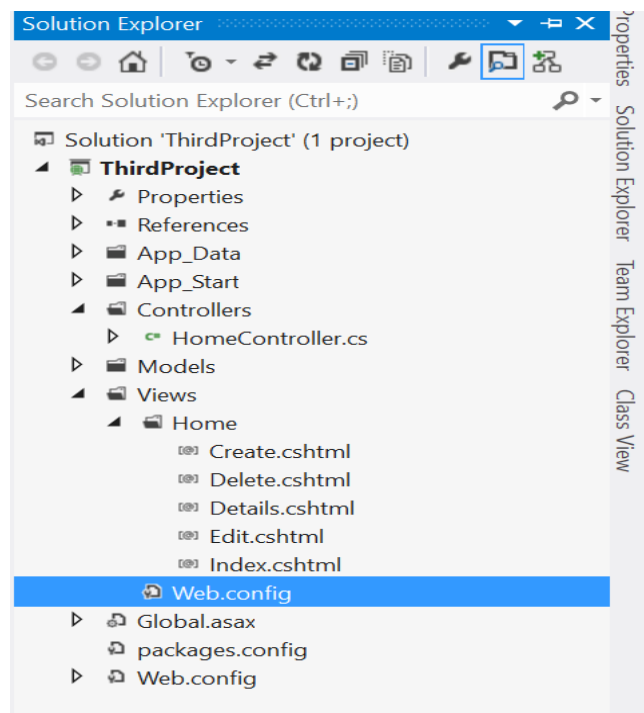 Solution Explorer
Search Solution Explorer (Ctrl+;)
Solution 'ThirdProject' (1 project)
ThirdProject
Properties
References
App_Data
App_Start
Controllers
HomeController.cs
Models
Views
Home
Create.cshtml
Delete.cshtml
Details.cshtml
Edit.cshtml
Index.cshtml
Web.config
Global.asax
packages.config
Web.config
Properties
Solution Explorer
Team Explorer
Class View